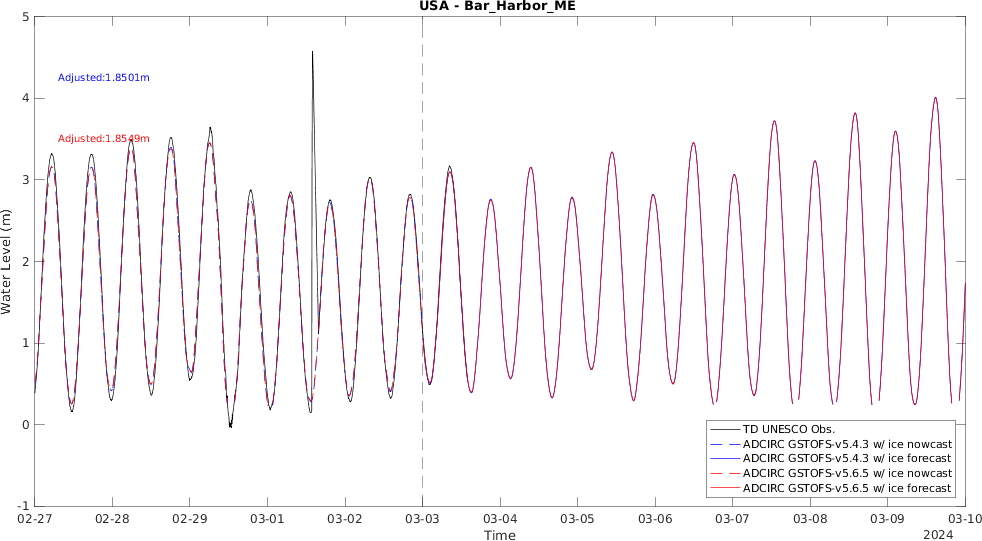 USA - Bar_Harbor_ME
5
4
3
2
1
0
-1
Water Level (m)
Adjusted:1.8501m
Adjusted:1.8549m
TD UNESCO Obs.
ADCIRC GSTOFS-v5.4.3 w/ ice nowcast
ADCIRC GSTOFS-v5.4.3 w/ ice forecast
ADCIRC GSTOFS-v5.6.5 w/ ice nowcast
ADCIRC GSTOFS-v5.6.5 w/ ice forecast
02-27 02-28 02-29 03-01 03-02 03-03 03-04 03-05 03-06 03-07 03-08 03-09 03-10
Time
2024